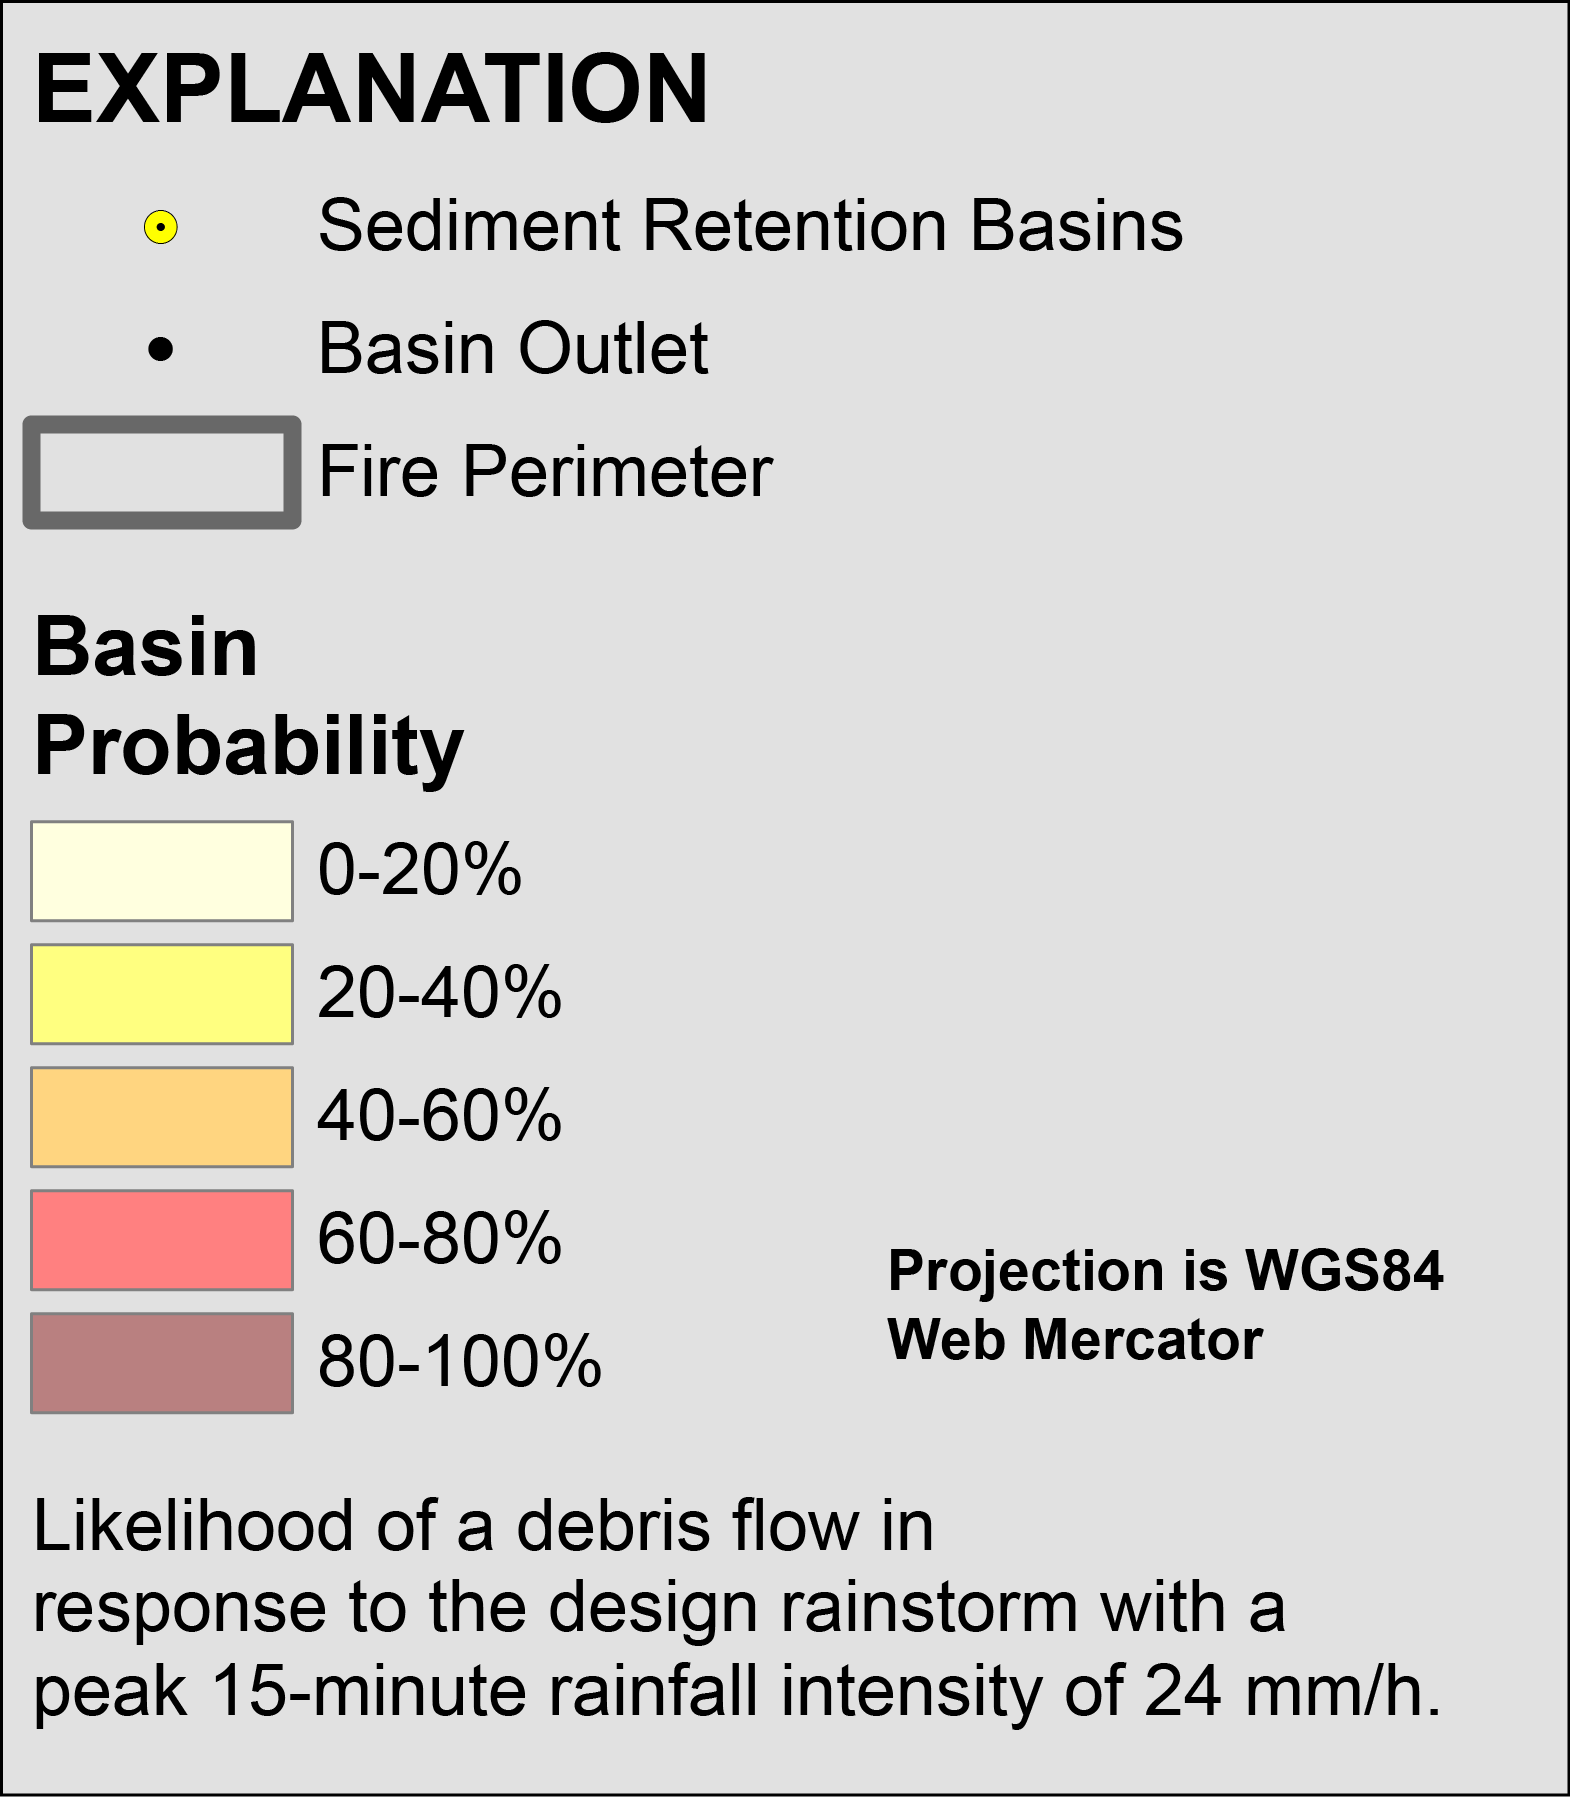 EXPLANATION
Sediment Retention Basins
Basin Outlet
Fire Perimeter
Basin
Probability
0-20%
20-40%
40-60%
60-80%
80-100%
Projection is WGS84
Web Mercator
Likelihood of a debris flow in
response to the design rainstorm with a
peak 15-minute rainfall intensity of 24 mm/h.